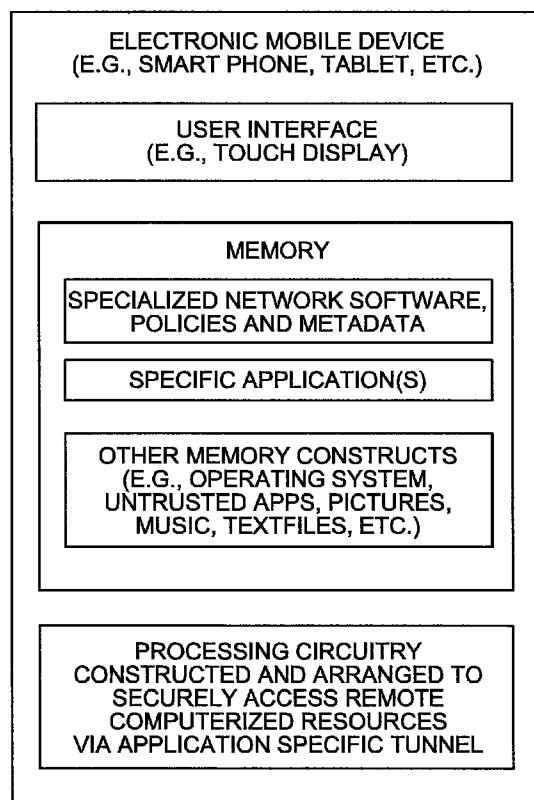 ELECTRONIC MOBILE DEVICE
(E.G., SMART PHONE, TABLET, ETC.)
USER INTERFACE
(E.G., TOUCH DISPLAY)
MEMORY
SPECIALIZED NETWORK SOFTWARE,
POLICIES AND METADATA
SPECIFIC APPLICATION(S)
OTHER MEMORY CONSTRUCTS
(E.G., OPERATING SYSTEM,
UNTRUSTED APPS, PICTURES,
MUSIC, TEXTFILES, ETC.)
PROCESSING CIRCUITRY
CONSTRUCTED AND ARRANGED TO
SECURELY ACCESS REMOTE
COMPUTERIZED RESOURCES
VIA APPLICATION SPECIFIC TUNNEL